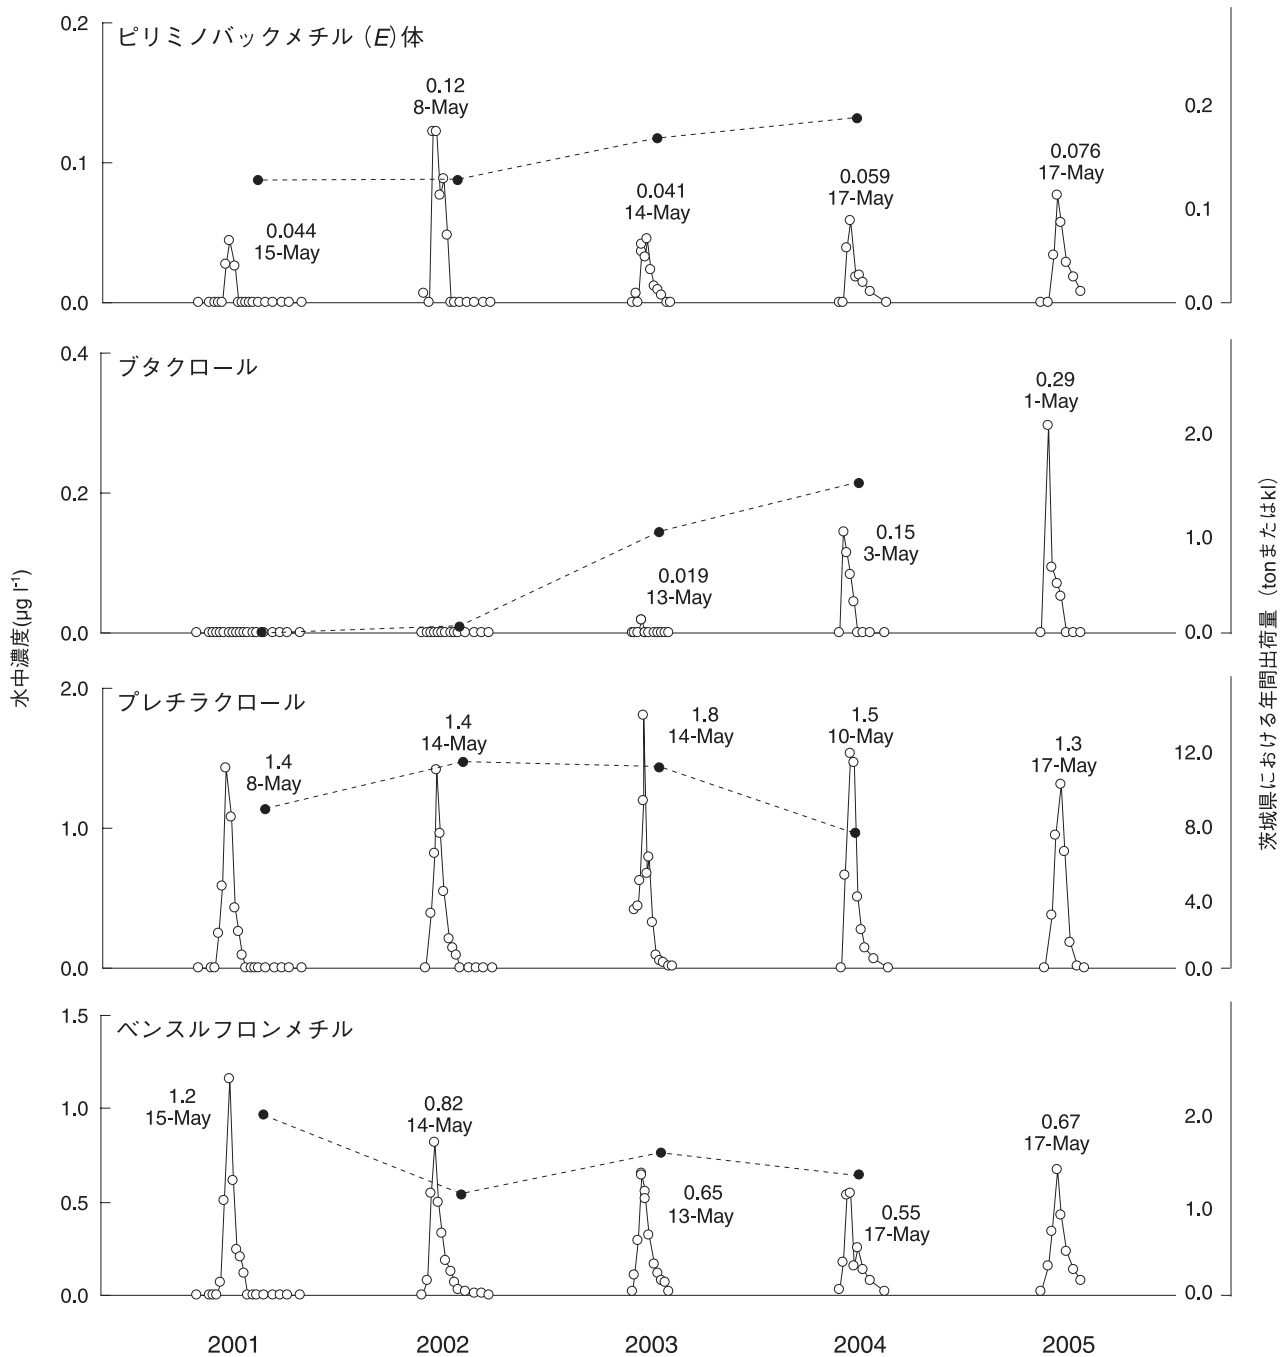 ピリミノバックメチル (E)体
0.2
0.1
0.0
0.2
0.1
0.0
0.044
15-May
0.12
8-May
0.041
14-May
0.059
17-May
0.076
17-May
ブタクロール
0.4
0.2
0.0
2.0
1.0
0.0
0.019
13-May
0.15
3-May
0.29
1-May
水中濃度(μg l-1)
茨城県における年間出荷量 (tonまたはkl)
プレチラクロール
2.0
1.0
0.0
12.0
8.0
4.0
0.0
1.4
8-May
1.4
14-May
1.8
14-May
1.5
10-May
1.3
17-May
ベンスルフロンメチル
1.5
1.0
0.5
0.0
2.0
1.0
0.0
1.2
15-May
0.82
14-May
0.65
13-May
0.55
17-May
0.67
17-May
2001
2002
2003
2004
2005